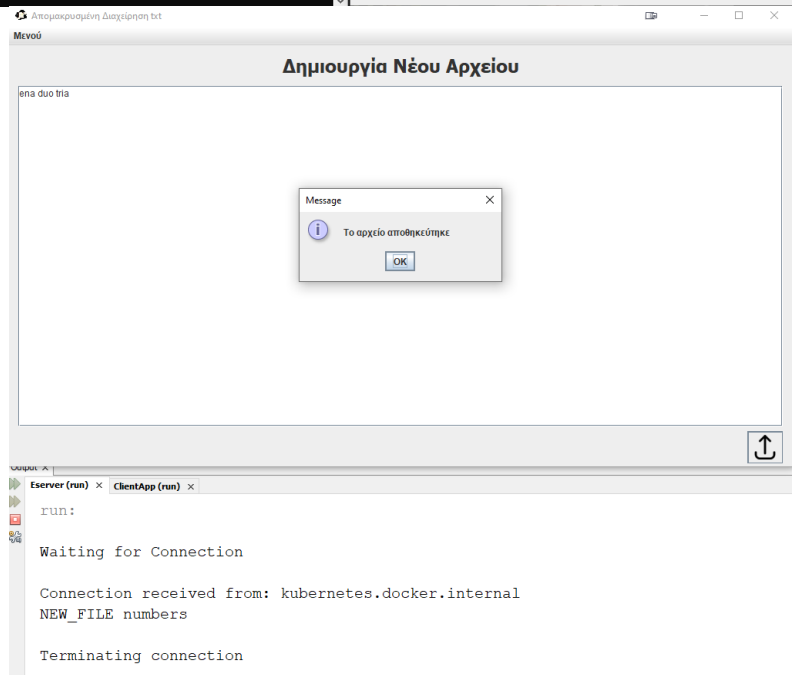 Απομακρυσμένη Διαχείρηση txt
Μενού
Δημιουργία Νέου Αρχείου
ena duo tria
Message
i
Το αρχείο αποθηκεύτηκε
OK
Output ×
Eserver (run) × ClientApp (run) ×
run:
Waiting for Connection
Connection received from: kubernetes.docker.internal
NEW_FILE numbers
Terminating connection